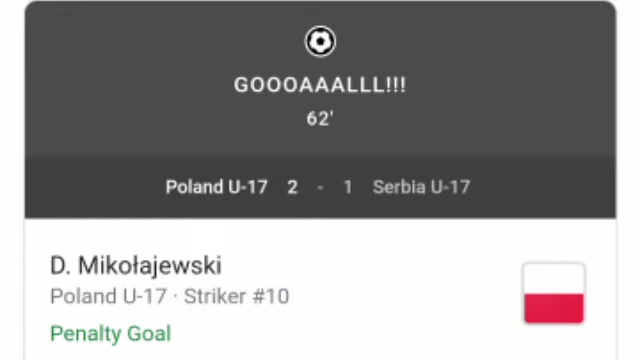 GOOOAAALLL!!!
62'
Poland U-17 2 - 1 Serbia U-17
D. Mikołajewski
Poland U-17 · Striker #10
Penalty Goal